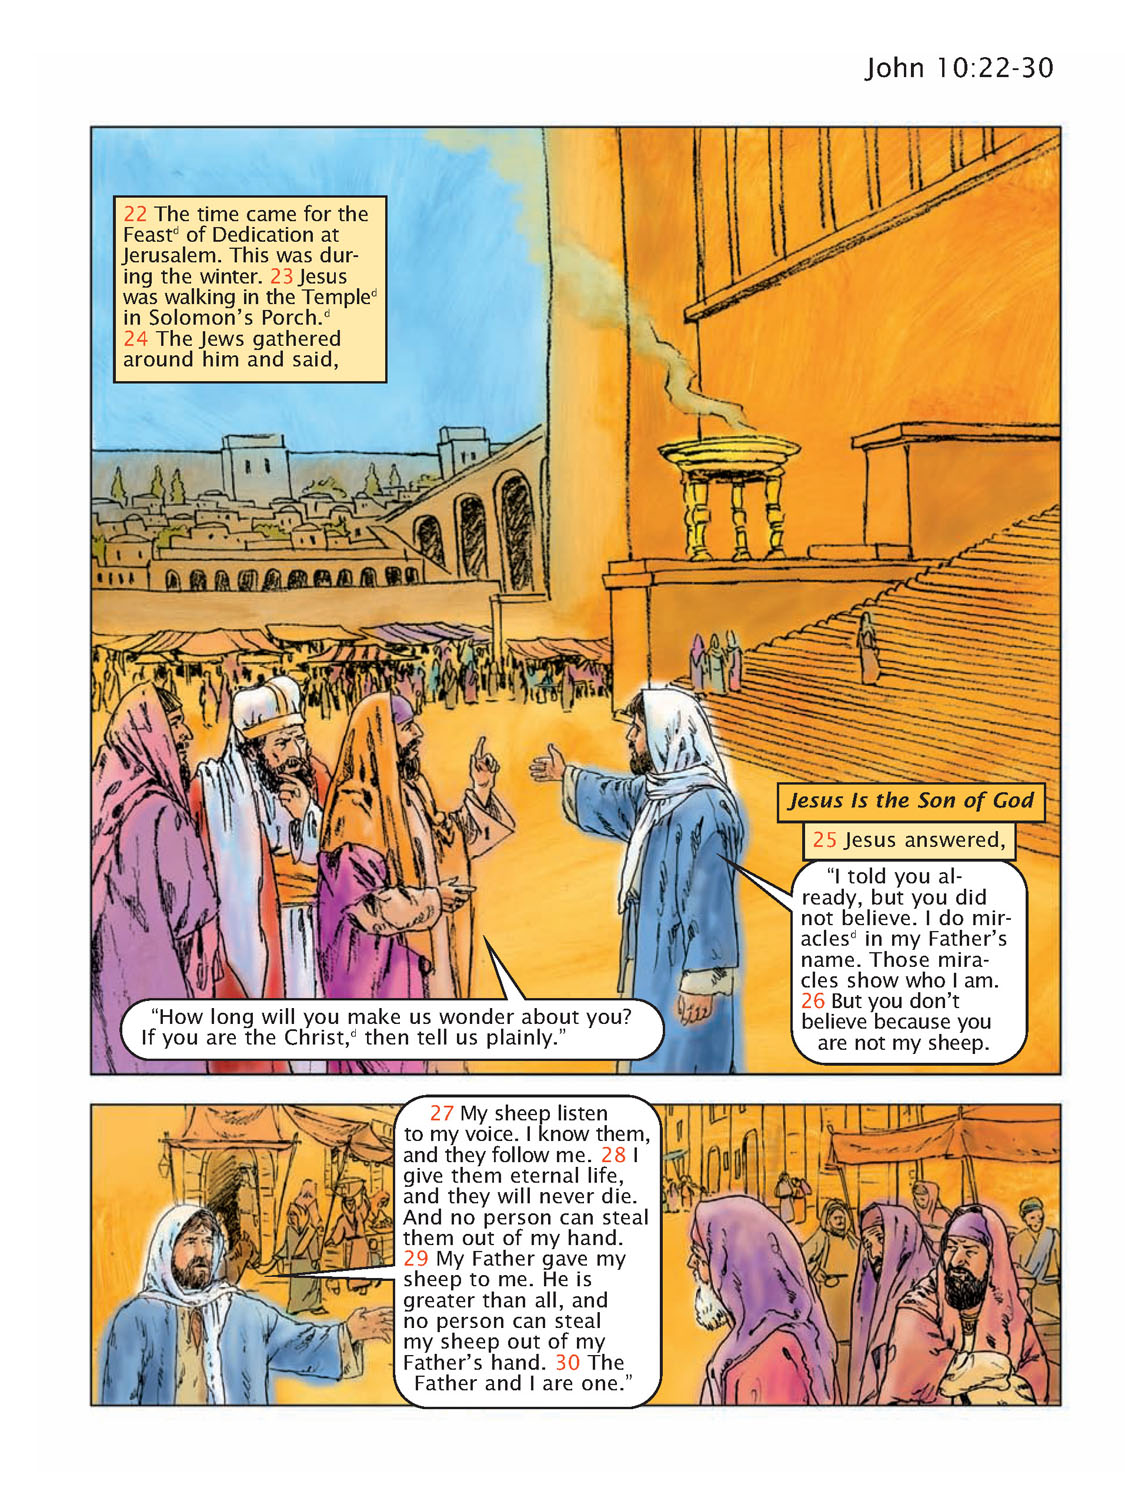 John 10:22-30
22 The time came for the
Feastᵈ of Dedication at
Jerusalem. This was dur-
ing the winter. 23 Jesus
was walking in the Templeᵈ
in Solomon's Porch.ᵈ
24 The Jews gathered
around him and said,
"How long will you make us wonder about you?
If you are the Christ,ᵈ then tell us plainly."
Jesus Is the Son of God
25 Jesus answered,
"I told you al-
ready, but you did
not believe. I do mir-
aclesᵈ in my Father's
name. Those mira-
cles show who I am.
26 But you don't
believe because you
are not my sheep.
27 My sheep listen
to my voice. I know them,
and they follow me. 28 I
give them eternal life,
and they will never die.
And no person can steal
them out of my hand.
29 My Father gave my
sheep to me. He is
greater than all, and
no person can steal
my sheep out of my
Father's hand. 30 The
Father and I are one."